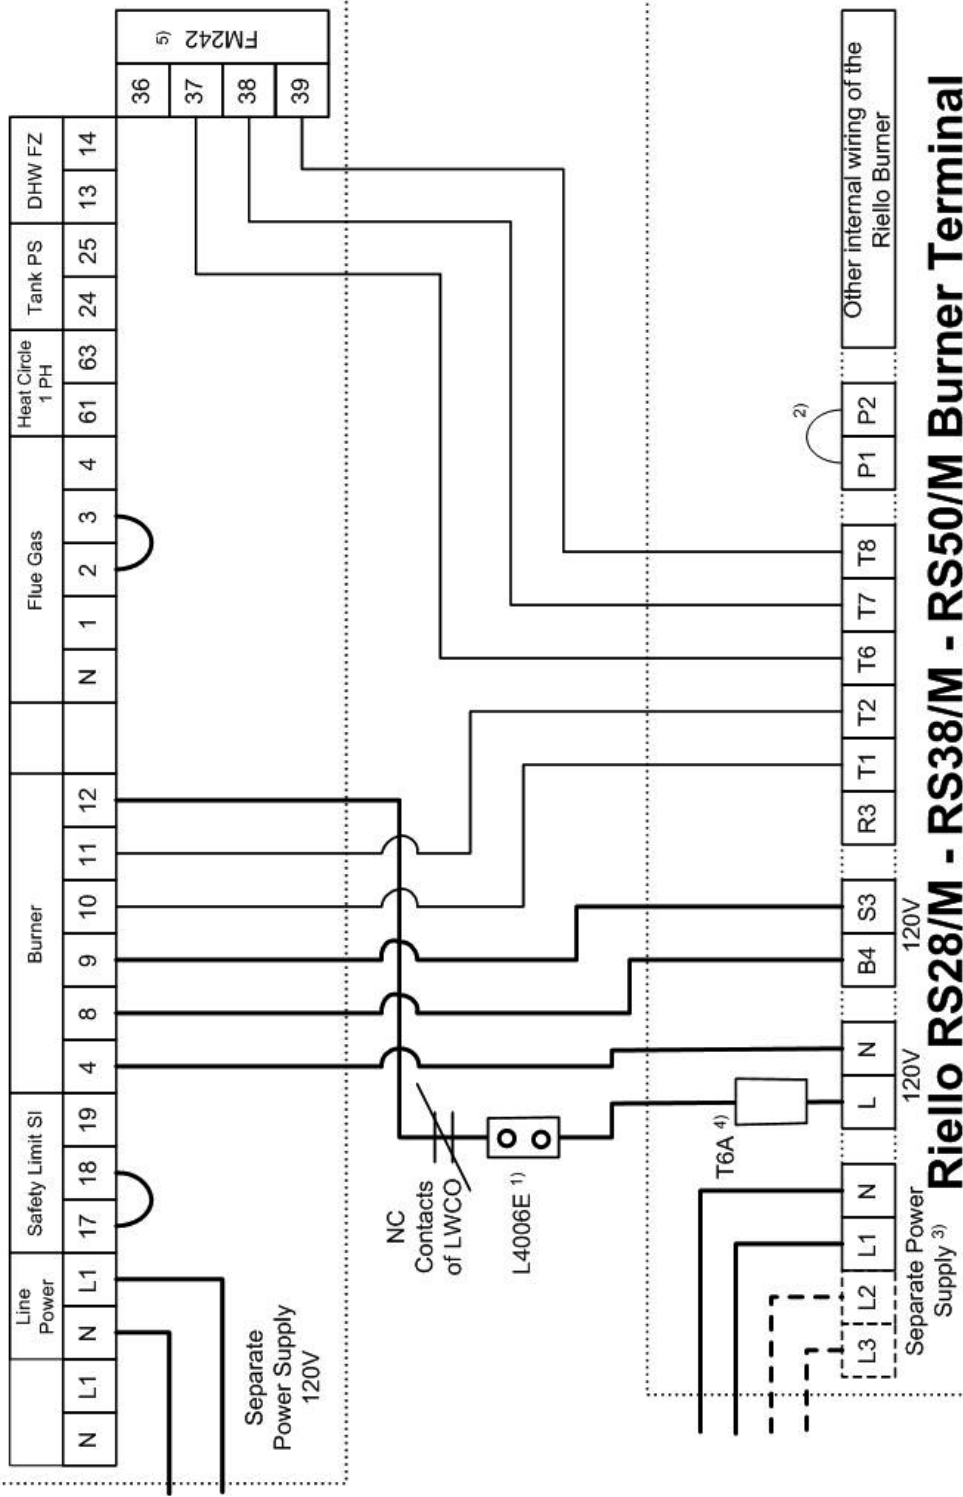 Line
Power
Safety Limit SI
Burner
Flue Gas
Heat Circle
1 PH
Tank PS
DHW FZ
N
L1
N
L1
17
18
19
4
8
9
10
11
12
N
1
2
3
4
61
63
24
25
13
14
36
37
38
39
FM242 5)
Separate
Power Supply
120V
NC
Contacts
of LWCO
L4006E 1)
T6A 4)
2)
L3
L2
L1
N
L
N
B4
S3
R3
T1
T2
T6
T7
T8
P1
P2
Other internal wiring of the
Riello Burner
Separate Power
Supply 3)
120V
120V
Riello RS28/M - RS38/M - RS50/M Burner Terminal